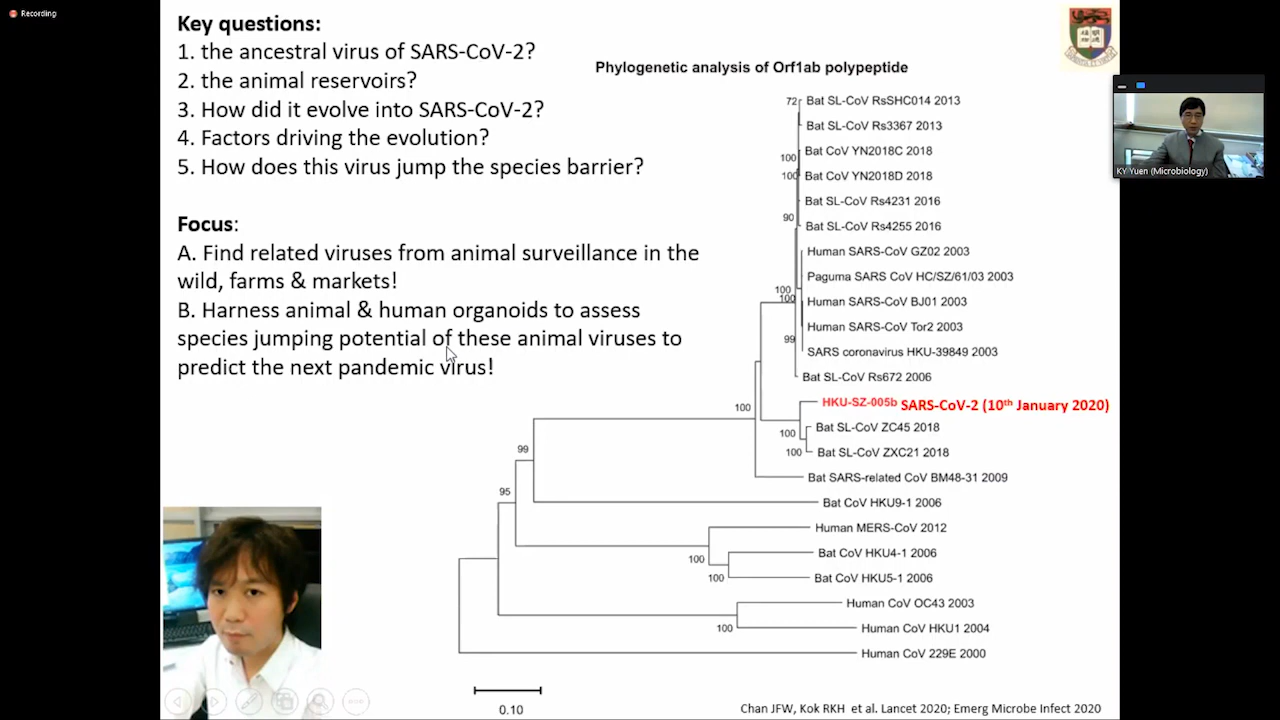 Recording
Key questions:
1. the ancestral virus of SARS-CoV-2?
2. the animal reservoirs?
3. How did it evolve into SARS-CoV-2?
4. Factors driving the evolution?
5. How does this virus jump the species barrier?
Focus:
A. Find related viruses from animal surveillance in the
wild, farms & markets!
B. Harness animal & human organoids to assess
species jumping potential of these animal viruses to
predict the next pandemic virus!
Phylogenetic analysis of Orf1ab polypeptide
72
Bat SL-CoV RsSHC014 2013
Bat SL-CoV Rs3367 2013
Bat CoV YN2018C 2018
100
Bat CoV YN2018D 2018
100
Bat SL-CoV Rs4231 2016
90
Bat SL-CoV Rs4255 2016
Human SARS-CoV GZ02 2003
Paguma SARS CoV HC/SZ/61/03 2003
100
100
Human SARS-CoV BJ01 2003
Human SARS-CoV Tor2 2003
99
SARS coronavirus HKU-39849 2003
Bat SL-CoV Rs672 2006
HKU-SZ-005b SARS-CoV-2 (10th January 2020)
100
Bat SL-CoV ZC45 2018
100
100
Bat SL-CoV ZXC21 2018
Bat SARS-related CoV BM48-31 2009
99
Bat CoV HKU9-1 2006
95
Human MERS-CoV 2012
Bat CoV HKU4-1 2006
100
Bat CoV HKU5-1 2006
100
Human CoV OC43 2003
Human CoV HKU1 2004
100
Human CoV 229E 2000
0.10
Chan JFW, Kok RKH et al. Lancet 2020; Emerg Microbe Infect 2020
KY Yuen (Microbiology)